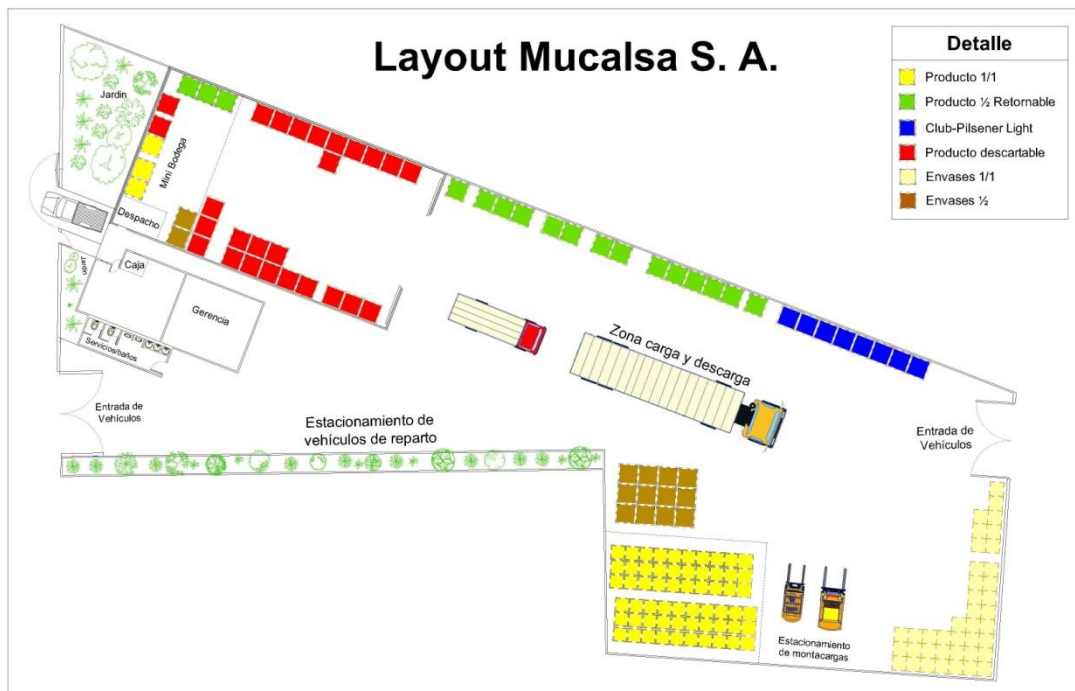 Layout Mucalsa S. A.
Detalle
Producto 1/1
Producto ½ Retornable
Club-Pilsener Light
Producto descartable
Envases 1/1
Envases ½
Jardín
Mini Bodega
Despacho
Jardín
Caja
Gerencia
Servicios/baños
Zona carga y descarga
Entrada de
Vehículos
Estacionamiento de
vehículos de reparto
Entrada de
Vehículos
Estacionamiento
de montacargas